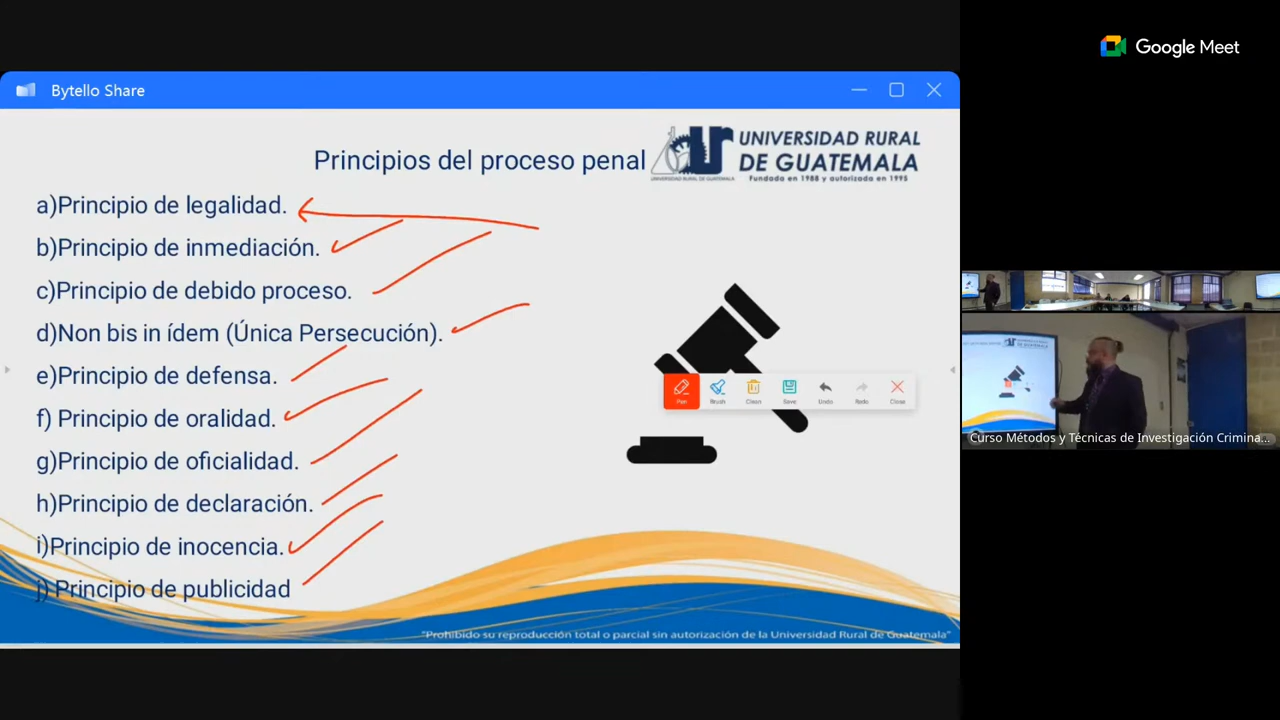 Google Meet
Bytello Share
Principios del proceso penal
UNIVERSIDAD RURAL
DE GUATEMALA
Fundada en 1988 y autorizada en 1995
UNIVERSIDAD RURAL DE GUATEMALA
a)Principio de legalidad.
b)Principio de inmediación.
c)Principio de debido proceso.
d)Non bis in ídem (Única Persecución).
e)Principio de defensa.
f) Principio de oralidad.
g)Principio de oficialidad.
h)Principio de declaración.
i)Principio de inocencia.
j) Principio de publicidad
Pen Brush Clean Save Undo Redo Close
"Prohibido su reproducción total o parcial sin autorización de la Universidad Rural de Guatemala"
Curso Métodos y Técnicas de Investigación Crimina...